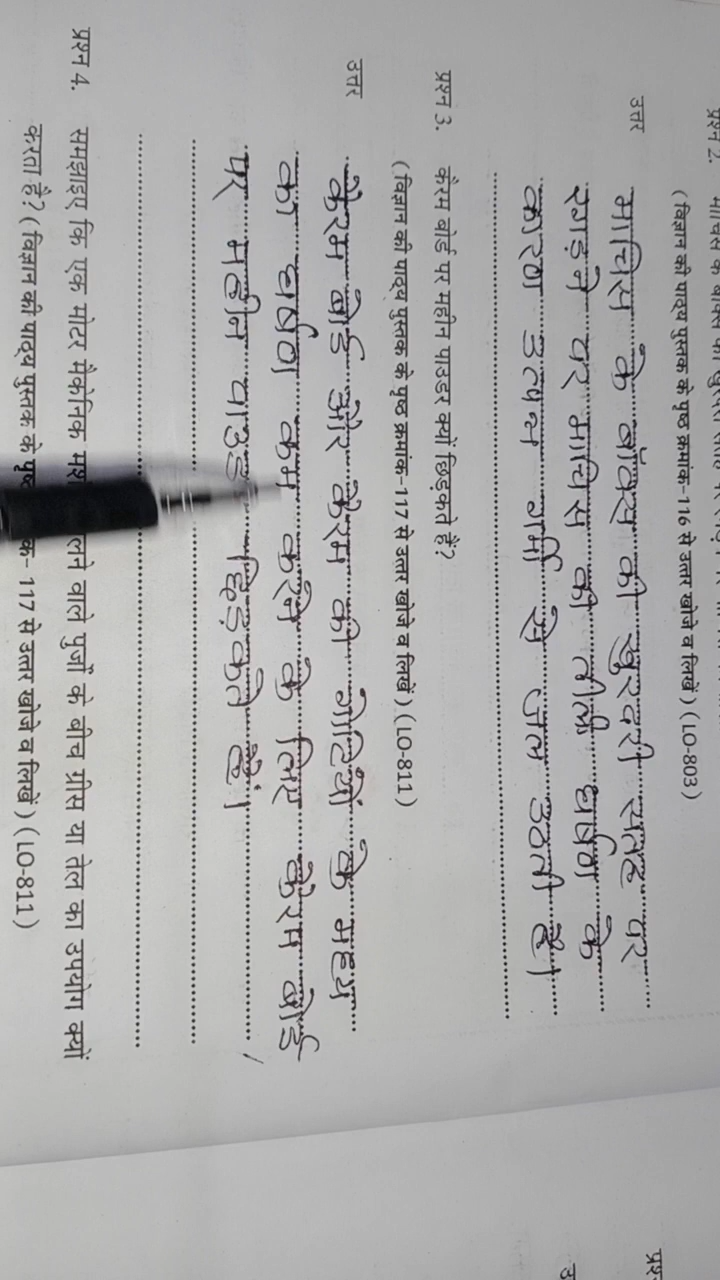 प्रश्न 2. माचिस के
(विज्ञान की पाठ्य पुस्तक के पृष्ठ क्रमांक-116 से उत्तर खोजे व लिखें) (LO-803)
उत्तर माचिस के बॉक्स की खुरदरी सतह पर
रगड़ने पर माचिस की तीली घर्षण के
कारण उत्पन्न गर्मी से जल उठती है।
प्रश्न 3. कैरम बोर्ड पर महीन पाउडर क्यों छिड़कते हैं?
(विज्ञान की पाठ्य पुस्तक के पृष्ठ क्रमांक-117 से उत्तर खोजे व लिखें) (LO-811)
उत्तर कैरम बोर्ड और कैरम की गोटियों के मध्य
को घर्षण कम करने के लिए कैरम बोर्ड
पर महीन छिड़कते हैं।
प्रश्न 4. समझाइए कि एक मोटर मैकेनिक वाले पुर्जों के बीच ग्रीस या तेल का उपयोग क्यों
करता है? (विज्ञान की पाठ्य पुस्तक के 117 से उत्तर खोजे व लिखें) (LO-811)